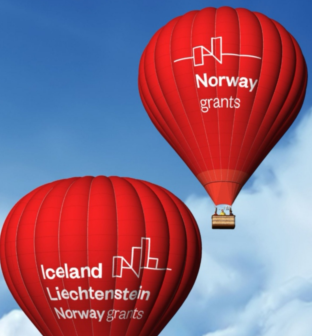 Norway
grants
Iceland
Liechtenstein
Norway grants